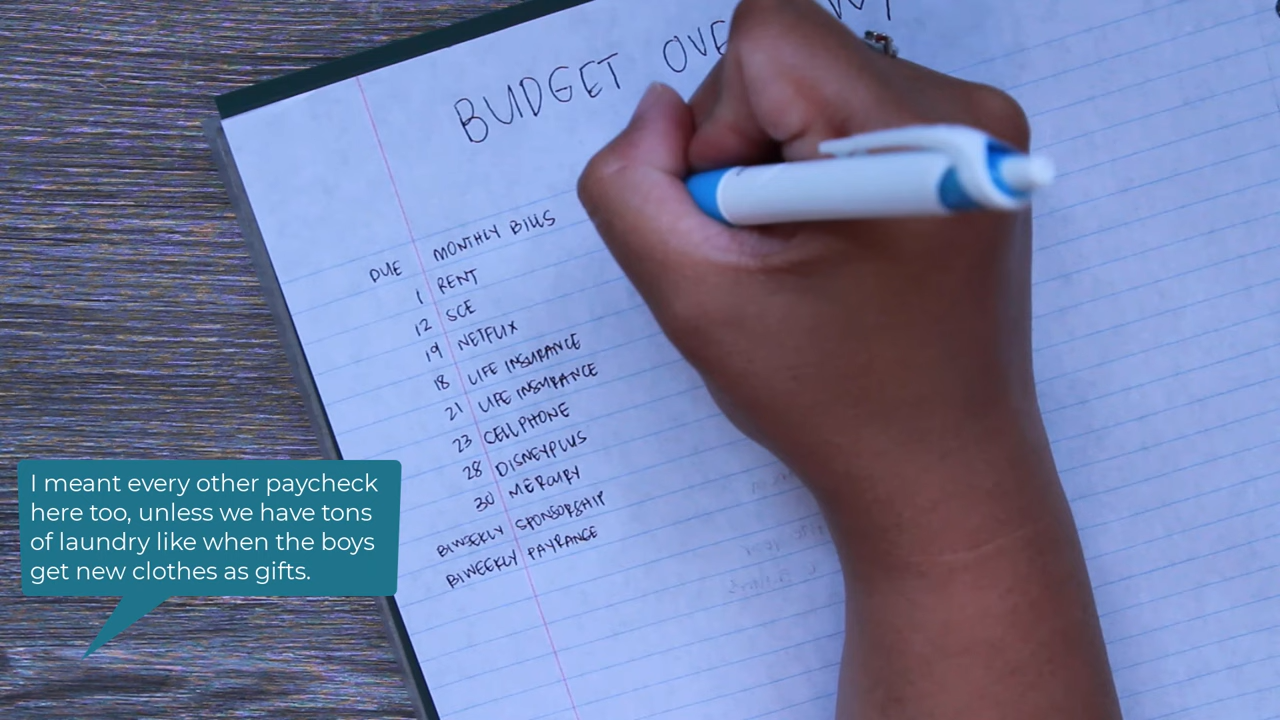 BUDGET OVE
DUE MONTHLY BILLS
1 RENT
12 SCE
19 NETFLIX
18 LIFE INSURANCE
21 LIFE INSURANCE
23 CELLPHONE
28 DISNEYPLUS
30 MERCURY
BIWEEKLY SPONSORSHIP
BIWEEKLY PAYRANGE
I meant every other paycheck
here too, unless we have tons
of laundry like when the boys
get new clothes as gifts.